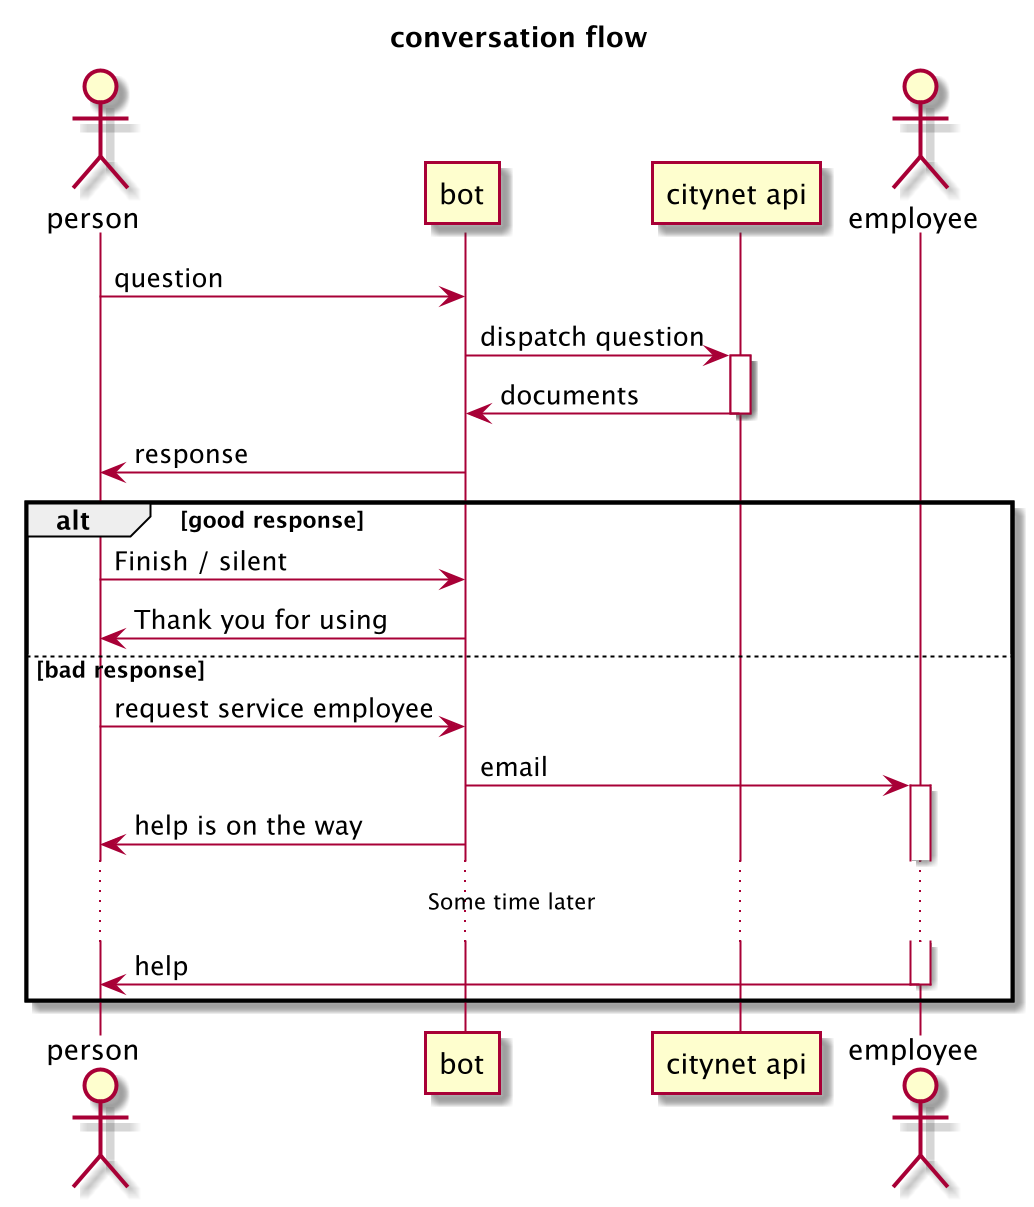 conversation flow
person
bot
citynet api
employee
question
dispatch question
documents
response
alt
[good response]
Finish / silent
Thank you for using
[bad response]
request service employee
email
help is on the way
Some time later
help
person
bot
citynet api
employee